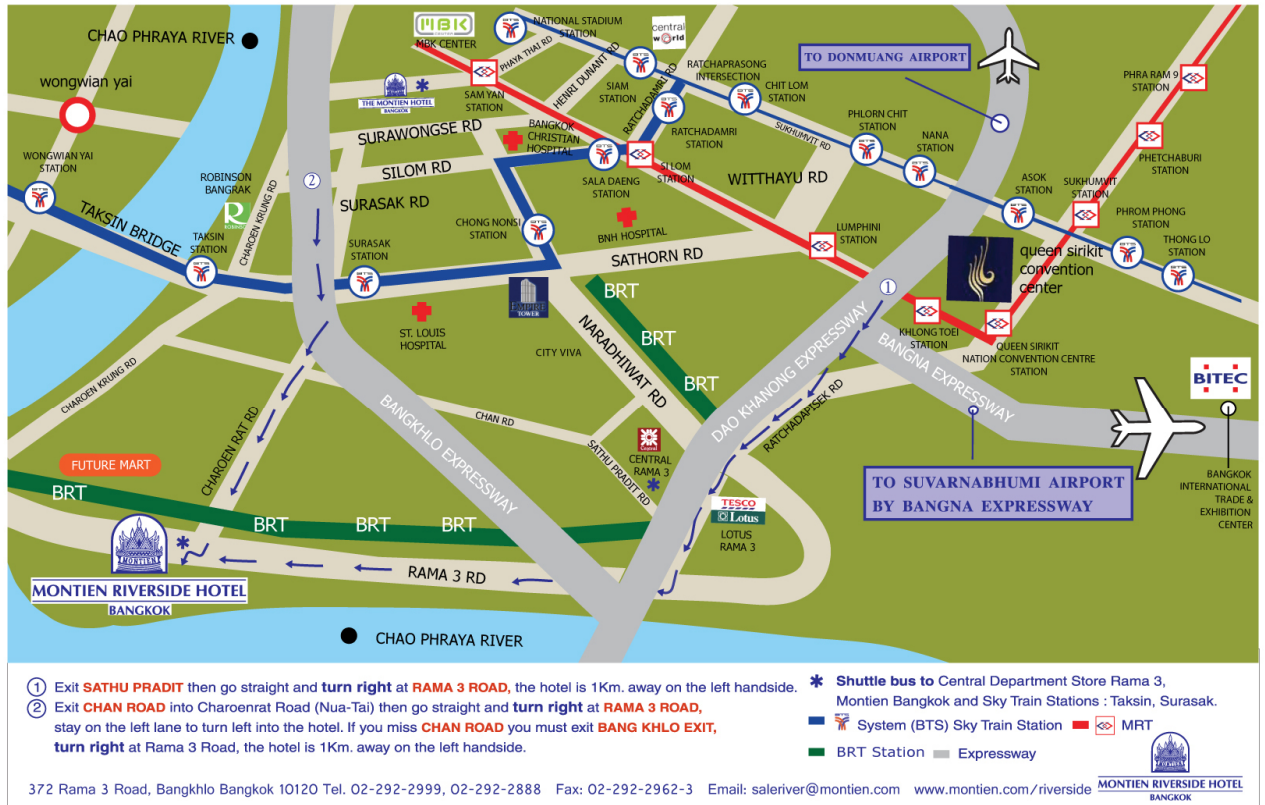 CHAO PHRAYA RIVER
wongwian yai
WONGWIAN YAI
STATION
MBK
CENTER
MBK CENTER
NATIONAL STADIUM
STATION
central
world
PHAYA THAI RD
HENRI DUNANT RD
SIAM
STATION
RATCHADAMRI RD
RATCHAPRASONG
INTERSECTION
CHIT LOM
STATION
TO DONMUANG AIRPORT
PHRA RAM 9
STATION
THE MONTIEN HOTEL
BANGKOK
SAM YAN
STATION
SURAWONGSE RD
BANGKOK
CHRISTIAN
HOSPITAL
RATCHADAMRI
STATION
SUKHUMVIT RD
PHLORN CHIT
STATION
NANA
STATION
PHETCHABURI
STATION
ROBINSON
BANGRAK
R
ROBINSON
CHAROEN KRUNG RD
2
SILOM RD
SURASAK RD
SALA DAENG
STATION
SI LOM
STATION
WITTHAYU RD
ASOK
STATION
SUKHUMVIT
STATION
PHROM PHONG
STATION
THONG LO
STATION
TAKSIN BRIDGE
TAKSIN
STATION
SURASAK
STATION
CHONG NONSI
STATION
BNH HOSPITAL
SATHORN RD
LUMPHINI
STATION
queen sirikit
convention
center
1
EMPIRE
TOWER
BRT
BRT
BRT
ST. LOUIS
HOSPITAL
CITY VIVA
NARADHIWAT RD
DAO KHANONG EXPRESSWAY
BANGNA EXPRESSWAY
KHLONG TOEI
STATION
QUEEN SIRIKIT
NATION CONVENTION CENTRE
STATION
BITEC
BANGKOK
INTERNATIONAL
TRADE &
EXHIBITION
CENTER
CHAROEN KRUNG RD
CHAROEN RAT RD
BANGKHLO EXPRESSWAY
CHAN RD
SATHU PRADIT RD
Central
CENTRAL
RAMA 3
RATCHADAPISEK RD
TO SUVARNABHUMI AIRPORT
BY BANGNA EXPRESSWAY
FUTURE MART
BRT
BRT
BRT
BRT
TESCO
Lotus
LOTUS
RAMA 3
MONTIEN
MONTIEN RIVERSIDE HOTEL
BANGKOK
RAMA 3 RD
CHAO PHRAYA RIVER
1 Exit SATHU PRADIT then go straight and turn right at RAMA 3 ROAD, the hotel is 1Km. away on the left handside.
2 Exit CHAN ROAD into Charoenrat Road (Nua-Tai) then go straight and turn right at RAMA 3 ROAD,
stay on the left lane to turn left into the hotel. If you miss CHAN ROAD you must exit BANG KHLO EXIT,
turn right at Rama 3 Road, the hotel is 1Km. away on the left handside.
* Shuttle bus to Central Department Store Rama 3,
Montien Bangkok and Sky Train Stations : Taksin, Surasak.
System (BTS) Sky Train Station MRT
BRT Station Expressway
372 Rama 3 Road, Bangkhlo Bangkok 10120 Tel. 02-292-2999, 02-292-2888 Fax: 02-292-2962-3 Email: saleriver@montien.com www.montien.com/riverside
MONTIEN RIVERSIDE HOTEL
BANGKOK